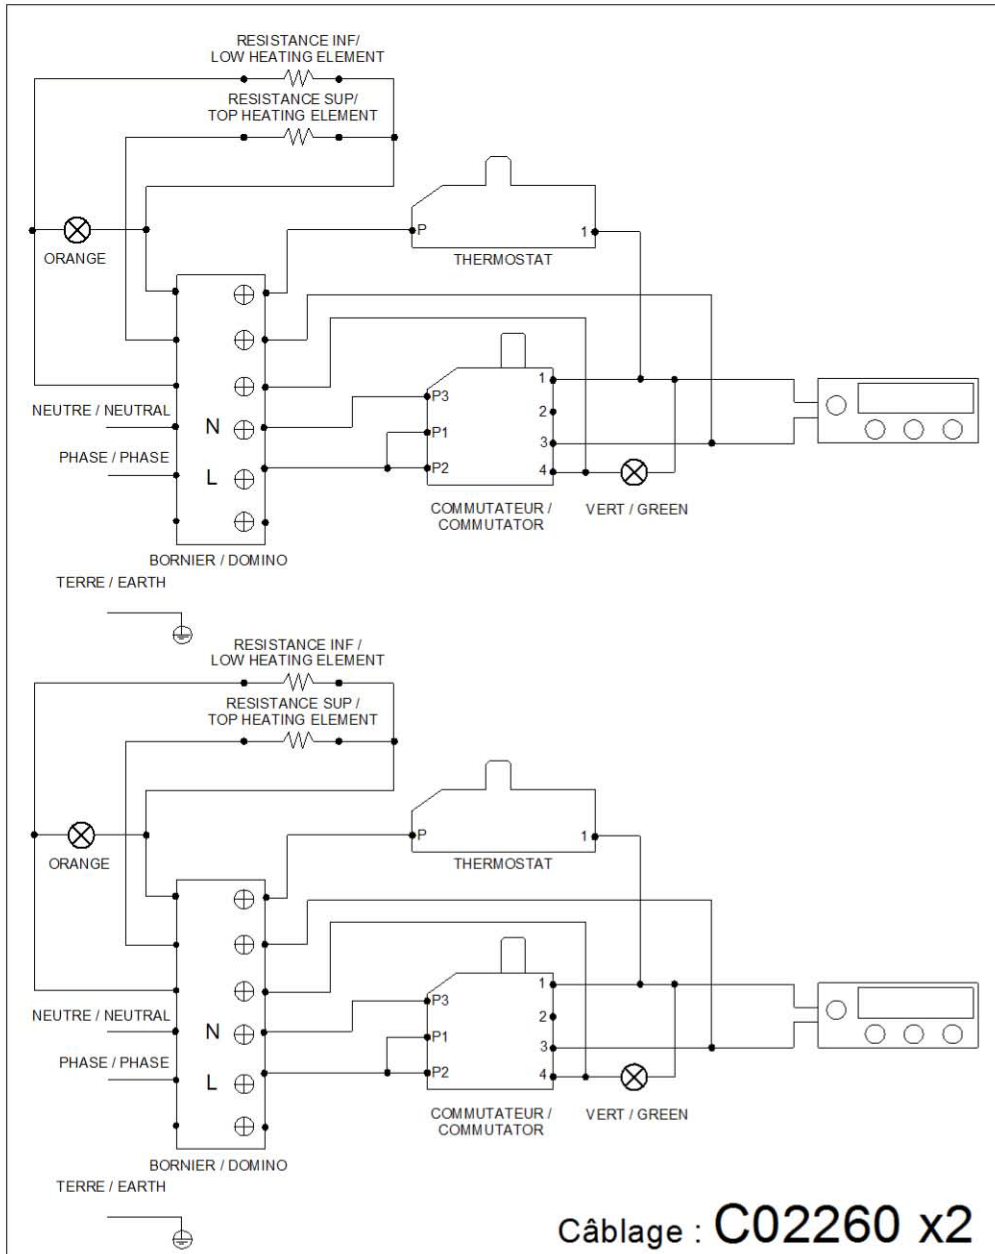 RESISTANCE INF/
LOW HEATING ELEMENT
RESISTANCE SUP/
TOP HEATING ELEMENT
P
1
THERMOSTAT
ORANGE
NEUTRE / NEUTRAL
PHASE / PHASE
N
L
P3
P1
P2
1
2
3
4
COMMUTATEUR /
COMMUTATOR
VERT / GREEN
BORNIER / DOMINO
TERRE / EARTH
RESISTANCE INF /
LOW HEATING ELEMENT
RESISTANCE SUP /
TOP HEATING ELEMENT
P
1
THERMOSTAT
ORANGE
NEUTRE / NEUTRAL
PHASE / PHASE
N
L
P3
P1
P2
1
2
3
4
COMMUTATEUR /
COMMUTATOR
VERT / GREEN
BORNIER / DOMINO
TERRE / EARTH
Câblage : C02260 x2